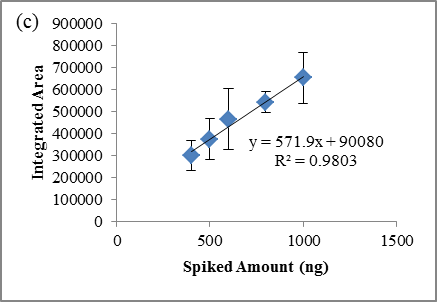 (c)
900000
800000
700000
600000
500000
400000
300000
200000
100000
0
Integrated Area
y = 571.9x + 90080
R² = 0.9803
0 500 1000 1500
Spiked Amount (ng)